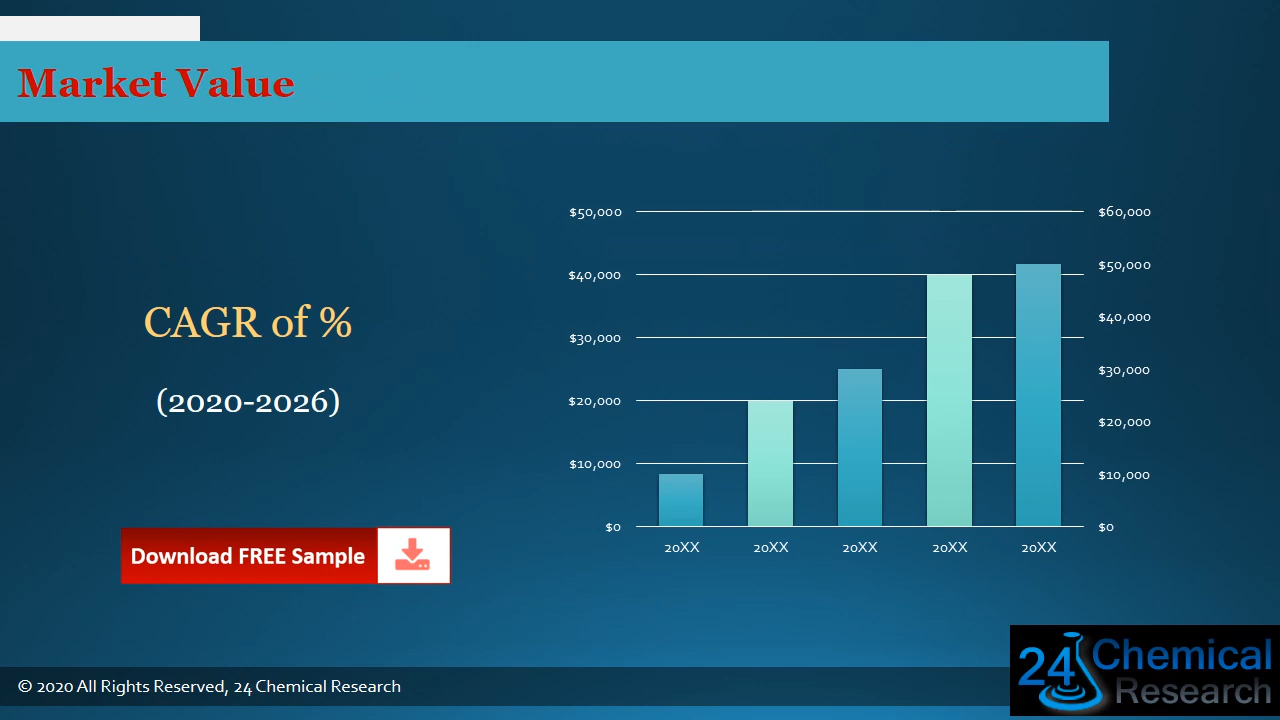 Market Value
CAGR of %
(2020-2026)
Download FREE Sample
$50,000
$40,000
$30,000
$20,000
$10,000
$0
$60,000
$50,000
$40,000
$30,000
$20,000
$10,000
$0
20XX 20XX 20XX 20XX 20XX
© 2020 All Rights Reserved, 24 Chemical Research
24 Chemical
Research